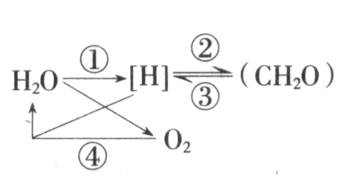 ① ②
H₂O [H] (CH₂O)
③
④ O₂